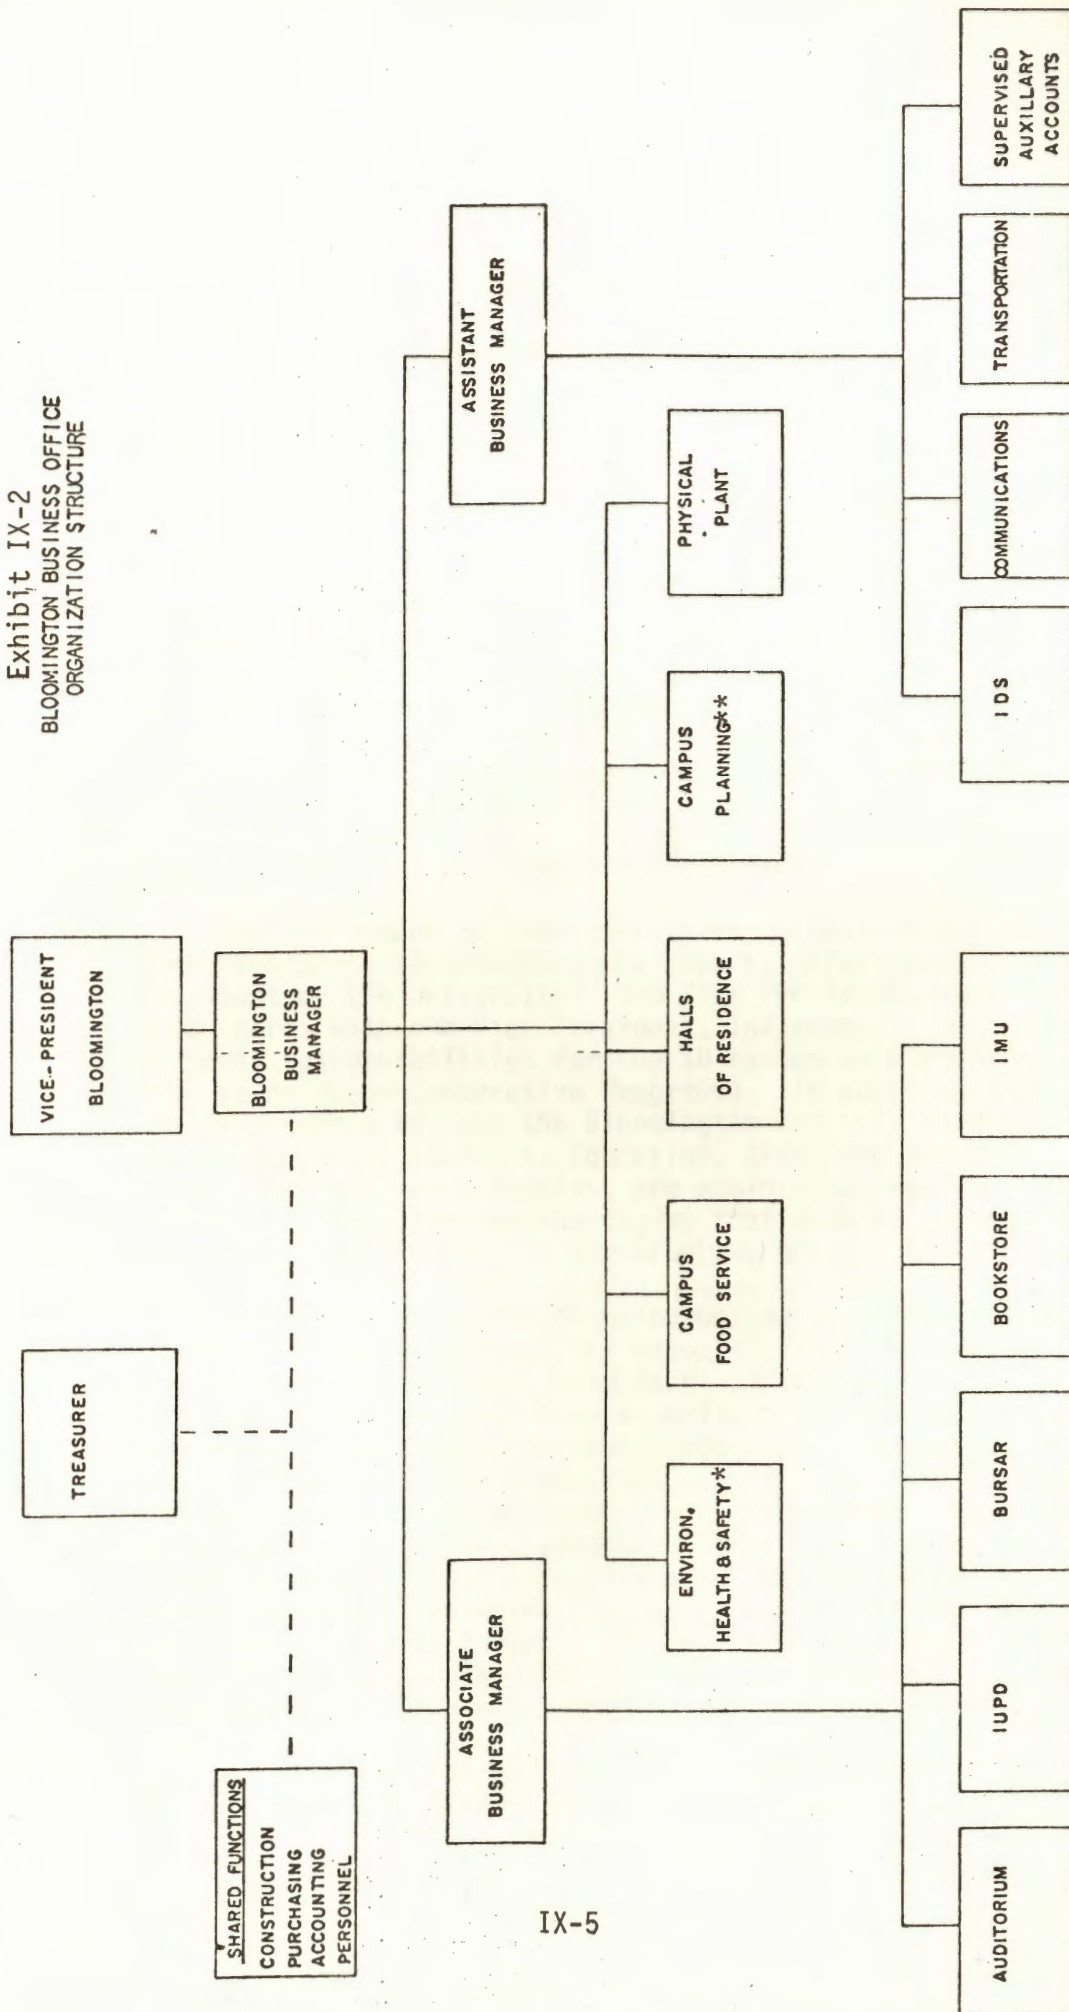 Exhibit IX-2
BLOOMINGTON BUSINESS OFFICE
ORGANIZATION STRUCTURE
VICE-PRESIDENT
BLOOMINGTON
TREASURER
BLOOMINGTON
BUSINESS
MANAGER
SHARED FUNCTIONS
CONSTRUCTION
PURCHASING
ACCOUNTING
PERSONNEL
ASSOCIATE
BUSINESS MANAGER
ASSISTANT
BUSINESS MANAGER
ENVIRON.
HEALTH & SAFETY*
CAMPUS
FOOD SERVICE
HALLS
OF RESIDENCE
CAMPUS
PLANNING**
PHYSICAL
PLANT
AUDITORIUM
IUPD
BURSAR
BOOKSTORE
IMU
IDS
COMMUNICATIONS
TRANSPORTATION
SUPERVISED
AUXILLARY
ACCOUNTS
IX-5